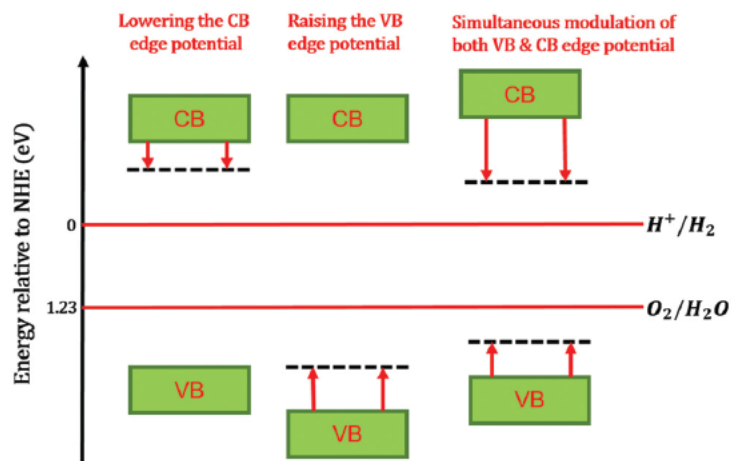 Lowering the CB
edge potential
Raising the VB
edge potential
Simultaneous modulation of
both VB & CB edge potential
CB
CB
CB
Energy relative to NHE (eV)
0
H⁺/H₂
1.23
O₂/H₂O
VB
VB
VB